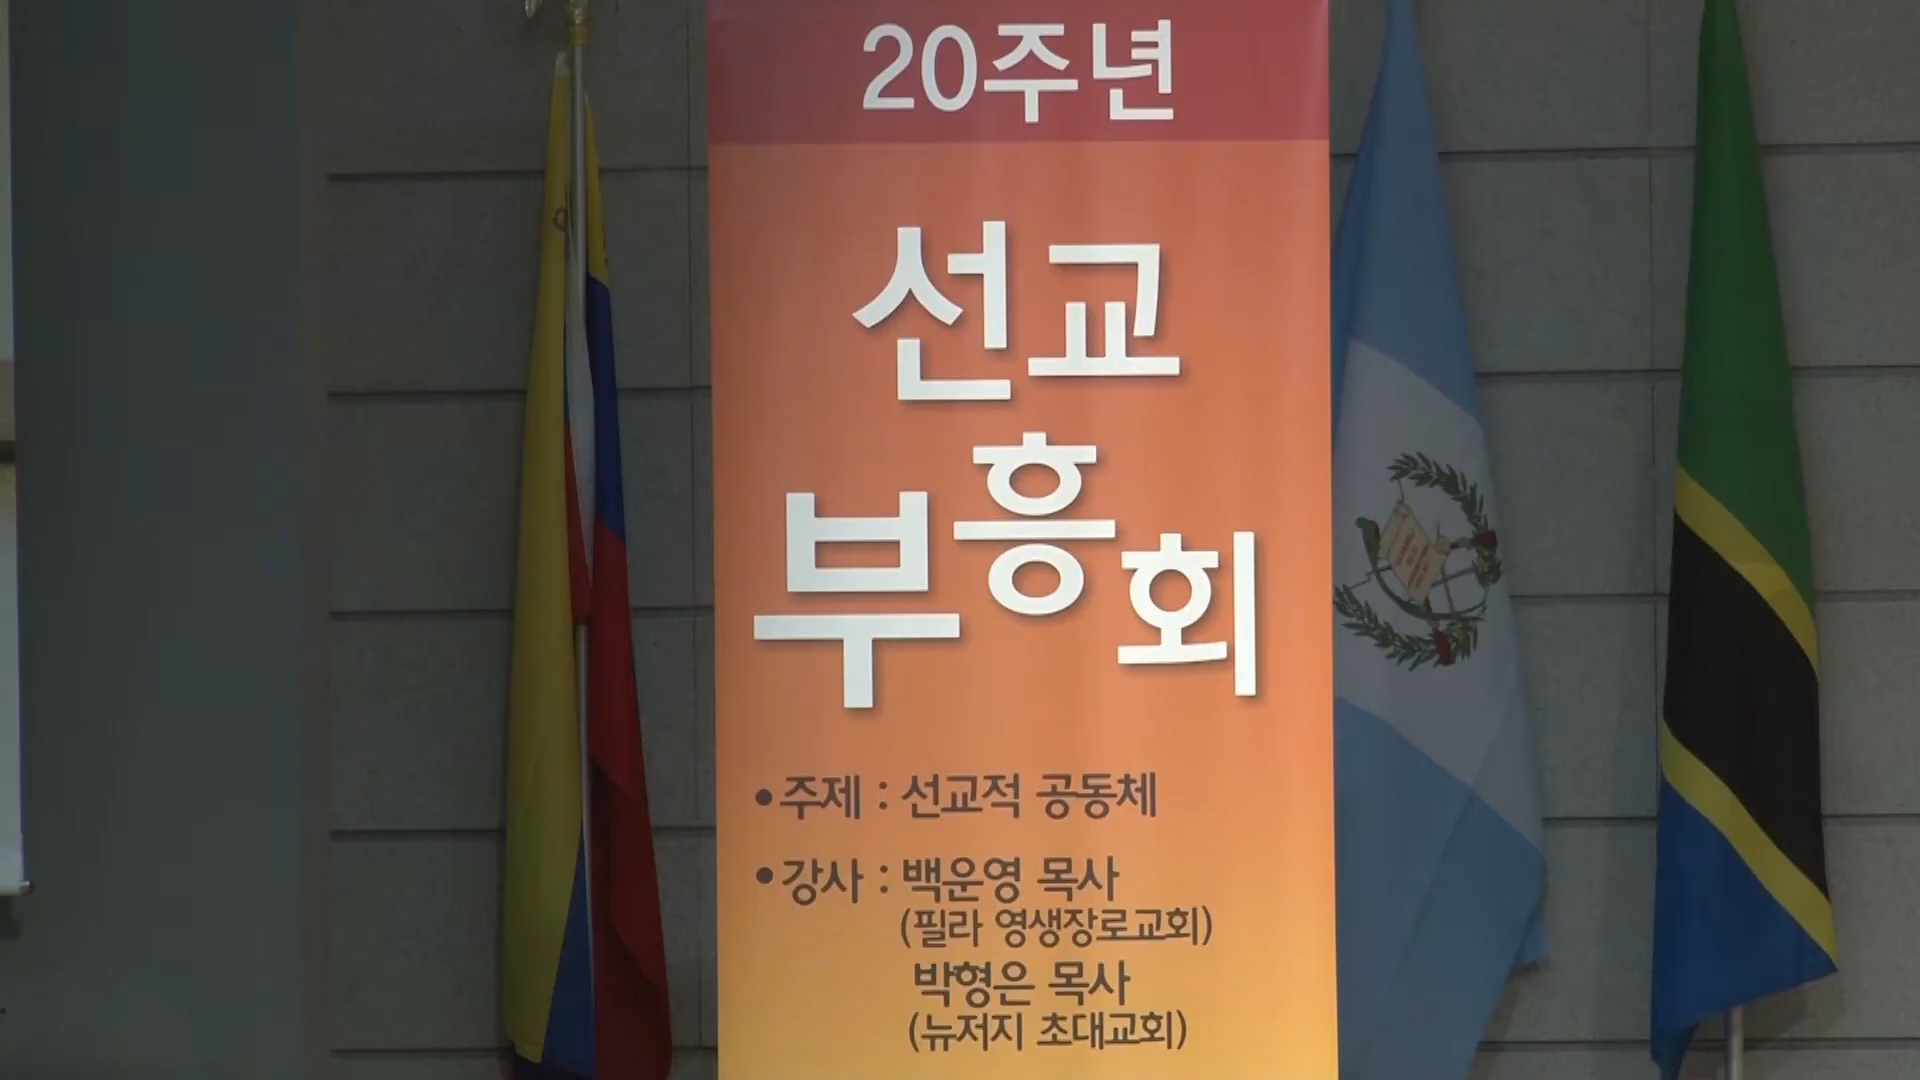 20주년
선교
부흥회
•주제 : 선교적 공동체
•강사 : 백운영 목사
(필라 영생장로교회)
박형은 목사
(뉴저지 초대교회)